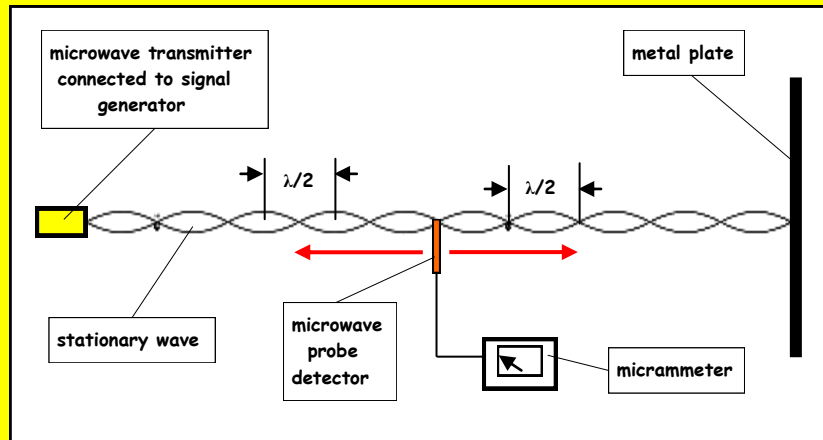 microwave transmitter
connected to signal
generator
metal plate
λ/2
λ/2
stationary wave
microwave
probe
detector
micrammeter